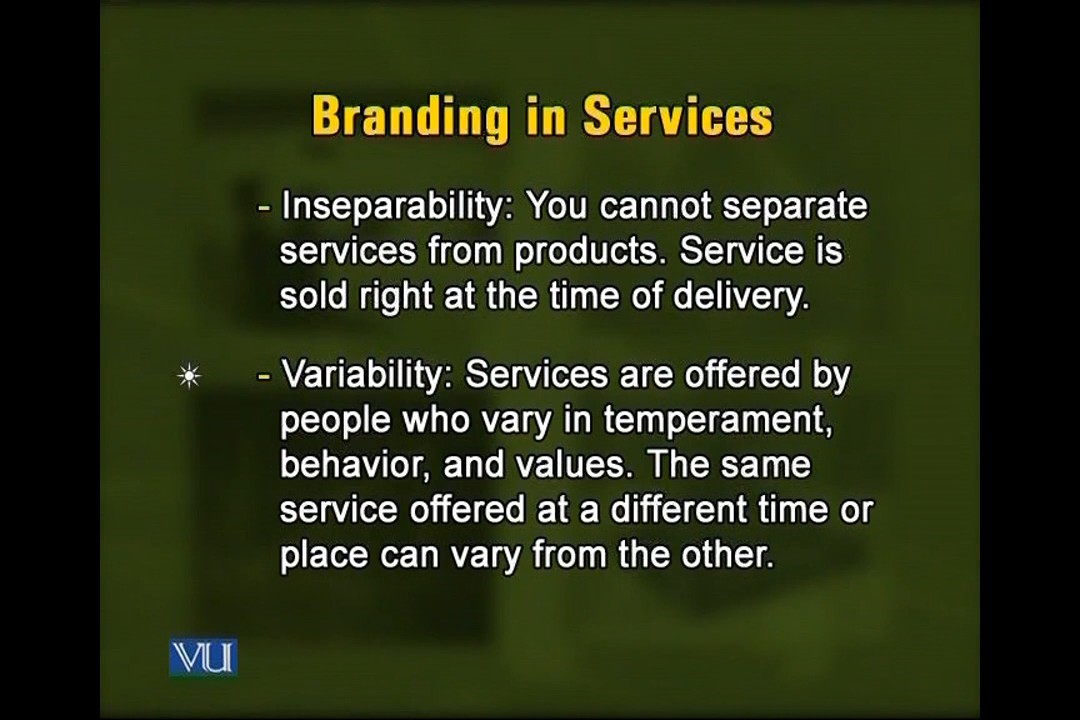 Branding in Services
- Inseparability: You cannot separate
services from products. Service is
sold right at the time of delivery.
- Variability: Services are offered by
people who vary in temperament,
behavior, and values. The same
service offered at a different time or
place can vary from the other.
VU